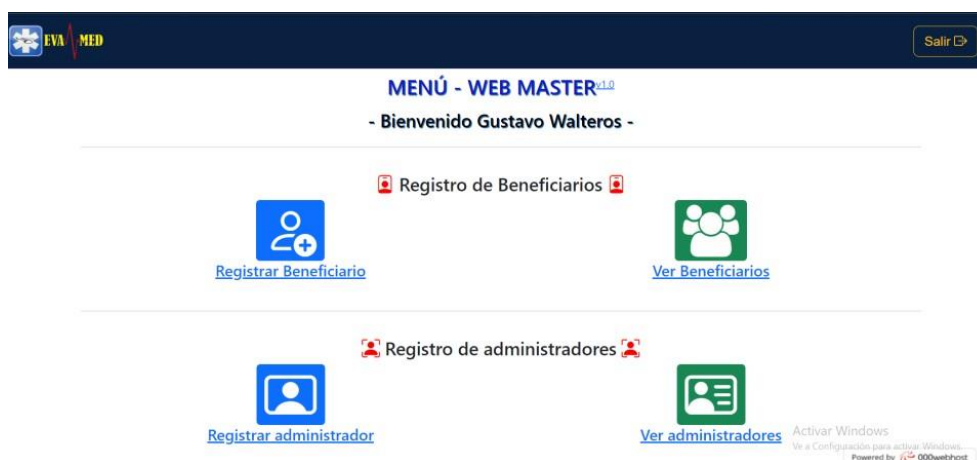 EVA MED
Salir
MENÚ - WEB MASTER v1.0
- Bienvenido Gustavo Walteros -
Registro de Beneficiarios
Registrar Beneficiario
Ver Beneficiarios
Registro de administradores
Registrar administrador
Ver administradores
Activar Windows
Ve a Configuración para activar Windows.
Powered by 000webhost